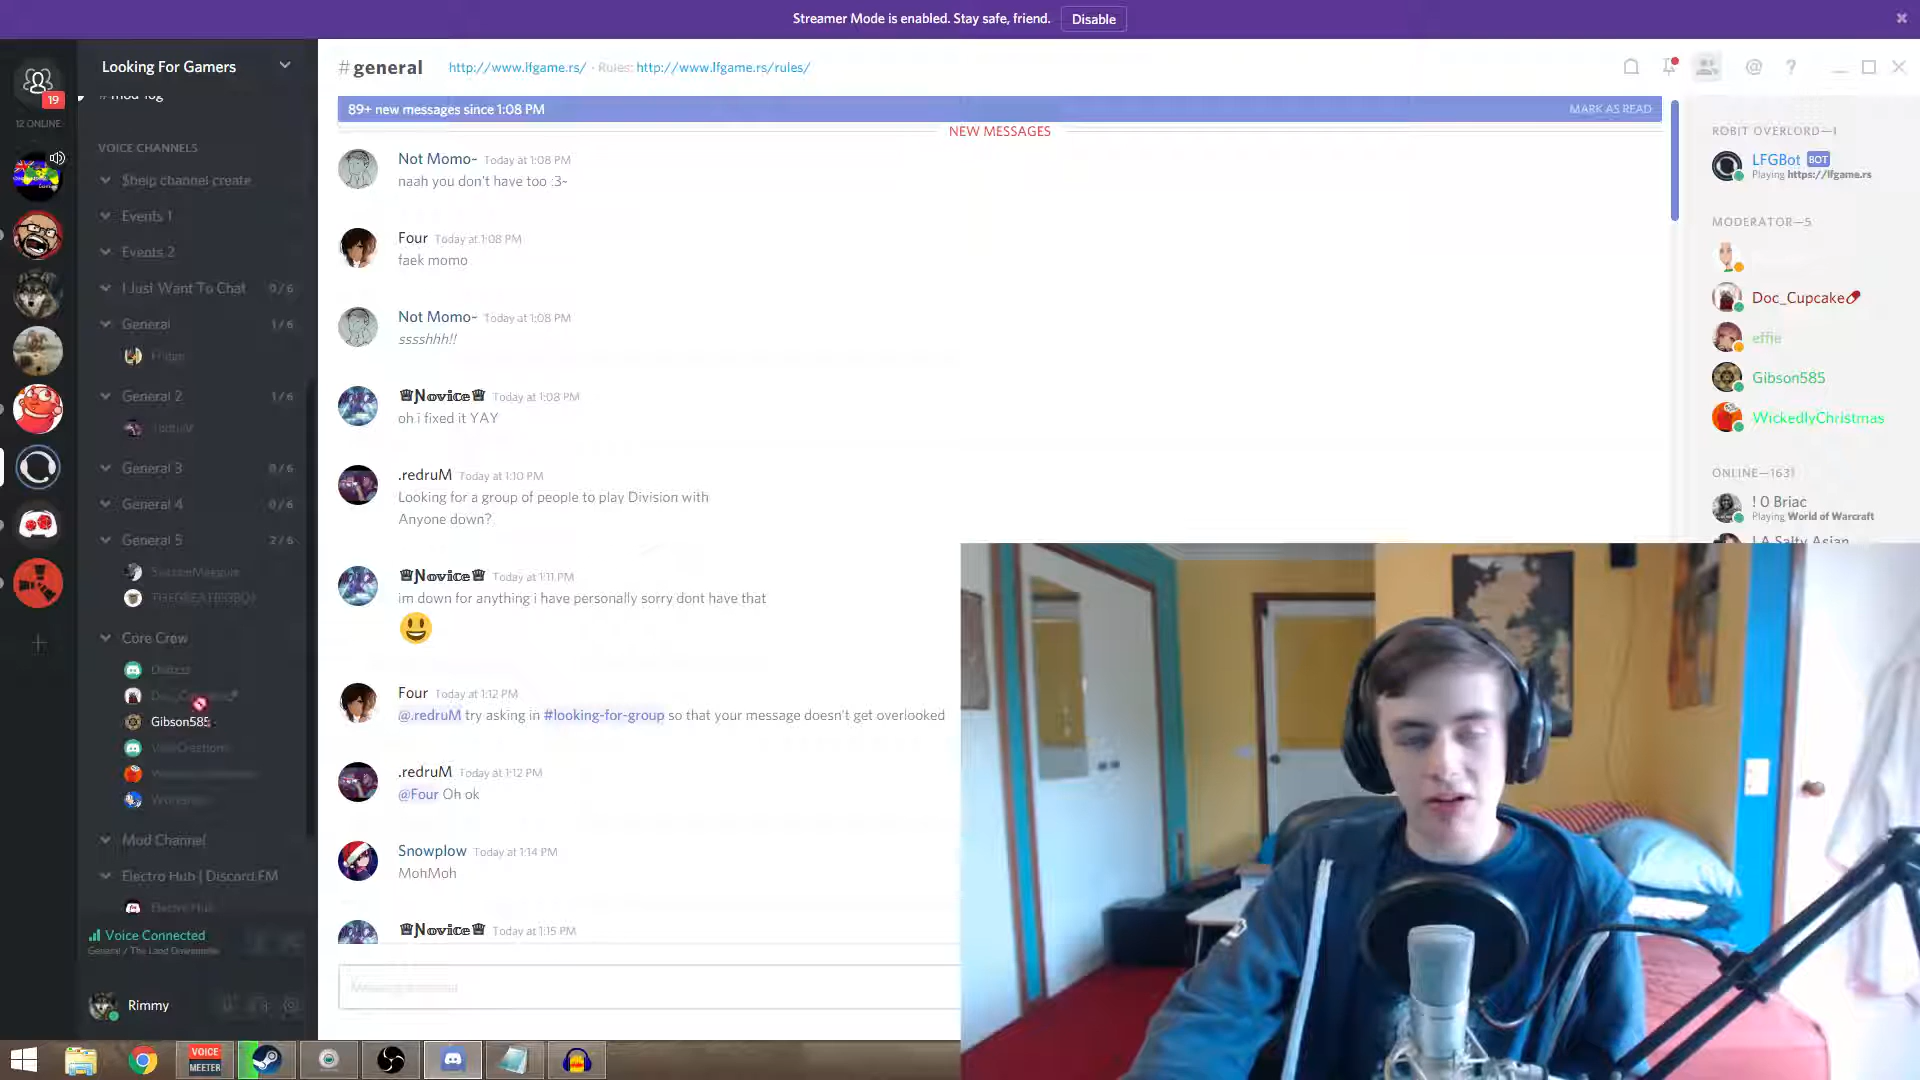 Streamer Mode is enabled. Stay safe, friend. Disable
Looking For Gamers
# general http://www.lfgame.rs/ · Rules: http://www.lfgame.rs/rules/
19
12 ONLINE
# mod-log
VOICE CHANNELS
$help channel create
Events 1
Events 2
I Just Want To Chat 0/6
General 1/6
General 2 1/6
General 3 0/6
General 4 0/6
General 5 2/6
Core Crew
Gibson585
Mod Channel
Electro Hub | Discord.FM
Electro Hub
Voice Connected
Rimmy
89+ new messages since 1:08 PM MARK AS READ
NEW MESSAGES
Not Momo- Today at 1:08 PM
naah you don't have too :3~
Four Today at 1:08 PM
faek momo
Not Momo- Today at 1:08 PM
sssshhh!!
♕Novice♕ Today at 1:08 PM
oh i fixed it YAY
.redruM Today at 1:10 PM
Looking for a group of people to play Division with
Anyone down?
♕Novice♕ Today at 1:11 PM
im down for anything i have personally sorry dont have that
😃
Four Today at 1:12 PM
@.redruM try asking in #looking-for-group so that your message doesn't get overlooked
.redruM Today at 1:12 PM
@Four Oh ok
Snowplow Today at 1:14 PM
MohMoh
♕Novice♕ Today at 1:15 PM
ROBIT OVERLORD—1
LFGBot BOT
Playing https://lfgame.rs
MODERATOR—5
Doc_Cupcake
effie
Gibson585
WickedlyChristmas
ONLINE—1631
! 0 Briac
Playing World of Warcraft
! A Salty Asian
VOICE
MEETER